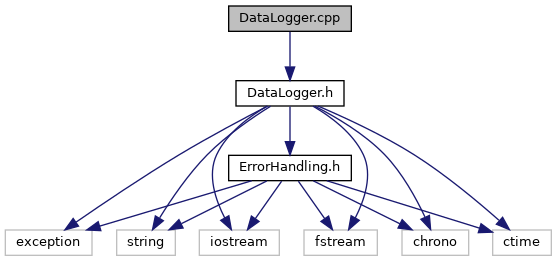 DataLogger.cpp
DataLogger.h
ErrorHandling.h
exception
string
iostream
fstream
chrono
ctime